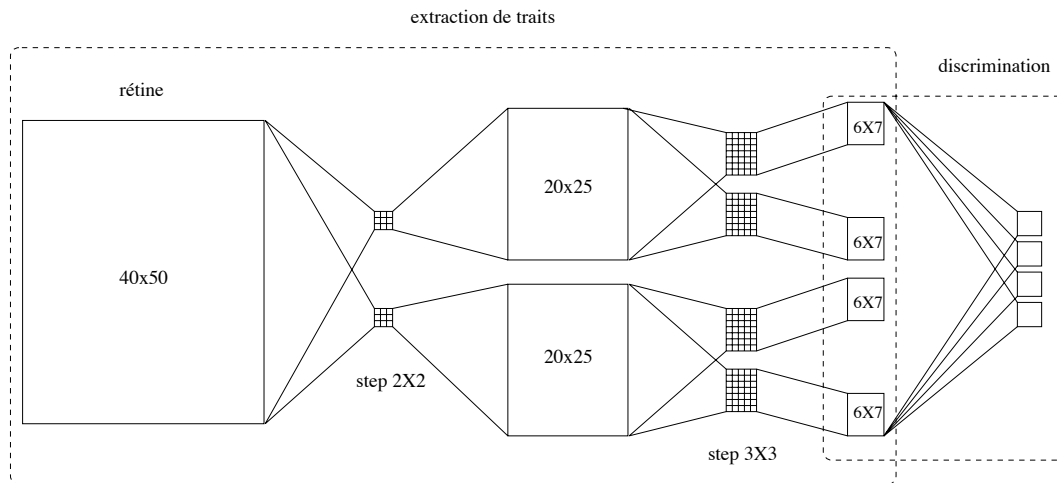 extraction de traits
discrimination
rétine
6X7
20x25
6X7
40x50
6X7
20x25
step 2X2
6X7
step 3X3